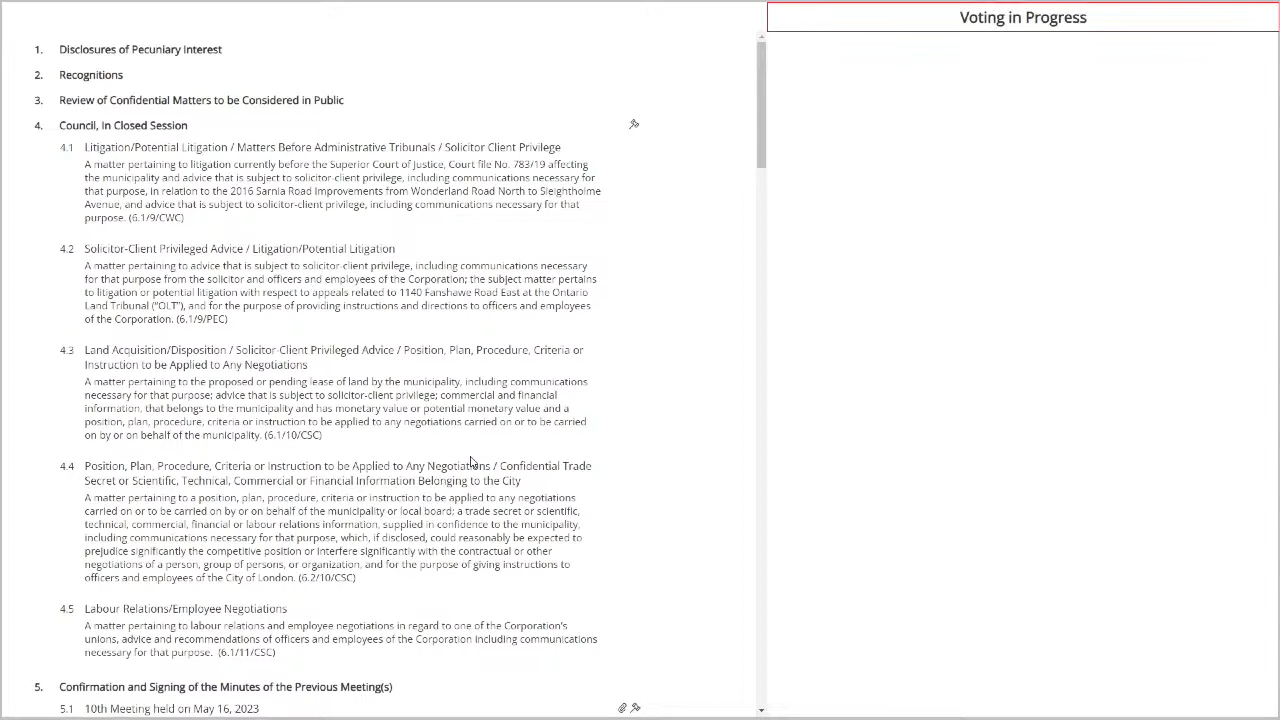 Voting in Progress
1. Disclosures of Pecuniary Interest
2. Recognitions
3. Review of Confidential Matters to be Considered in Public
4. Council, In Closed Session
4.1 Litigation/Potential Litigation / Matters Before Administrative Tribunals / Solicitor Client Privilege
A matter pertaining to litigation currently before the Superior Court of Justice, Court file No. 783/19 affecting
the municipality and advice that is subject to solicitor-client privilege, including communications necessary for
that purpose, in relation to the 2016 Sarnia Road Improvements from Wonderland Road North to Sleightholme
Avenue, and advice that is subject to solicitor-client privilege, including communications necessary for that
purpose. (6.1/9/CWC)
4.2 Solicitor-Client Privileged Advice / Litigation/Potential Litigation
A matter pertaining to advice that is subject to solicitor-client privilege, including communications necessary
for that purpose from the solicitor and officers and employees of the Corporation; the subject matter pertains
to litigation or potential litigation with respect to appeals related to 1140 Fanshawe Road East at the Ontario
Land Tribunal ("OLT"), and for the purpose of providing instructions and directions to officers and employees
of the Corporation. (6.1/9/PEC)
4.3 Land Acquisition/Disposition / Solicitor-Client Privileged Advice / Position, Plan, Procedure, Criteria or
Instruction to be Applied to Any Negotiations
A matter pertaining to the proposed or pending lease of land by the municipality, including communications
necessary for that purpose; advice that is subject to solicitor-client privilege; commercial and financial
information, that belongs to the municipality and has monetary value or potential monetary value and a
position, plan, procedure, criteria or instruction to be applied to any negotiations carried on or to be carried
on by or on behalf of the municipality. (6.1/10/CSC)
4.4 Position, Plan, Procedure, Criteria or Instruction to be Applied to Any Negotiations / Confidential Trade
Secret or Scientific, Technical, Commercial or Financial Information Belonging to the City
A matter pertaining to a position, plan, procedure, criteria or instruction to be applied to any negotiations
carried on or to be carried on by or on behalf of the municipality or local board; a trade secret or scientific,
technical, commercial, financial or labour relations information, supplied in confidence to the municipality,
including communications necessary for that purpose, which, if disclosed, could reasonably be expected to
prejudice significantly the competitive position or interfere significantly with the contractual or other
negotiations of a person, group of persons, or organization, and for the purpose of giving instructions to
officers and employees of the City of London. (6.2/10/CSC)
4.5 Labour Relations/Employee Negotiations
A matter pertaining to labour relations and employee negotiations in regard to one of the Corporation's
unions, advice and recommendations of officers and employees of the Corporation including communications
necessary for that purpose. (6.1/11/CSC)
5. Confirmation and Signing of the Minutes of the Previous Meeting(s)
5.1 10th Meeting held on May 16, 2023